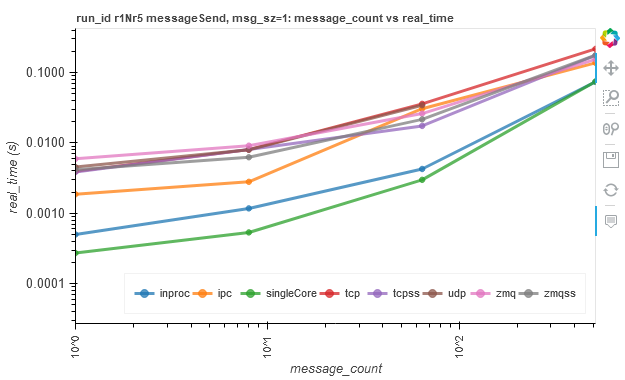 run_id r1Nr5 messageSend, msg_sz=1: message_count vs real_time
real_time (s)
0.1000
0.0100
0.0010
0.0001
inproc ipc singleCore tcp tcpss udp zmq zmqss
10^0 10^1 10^2
message_count